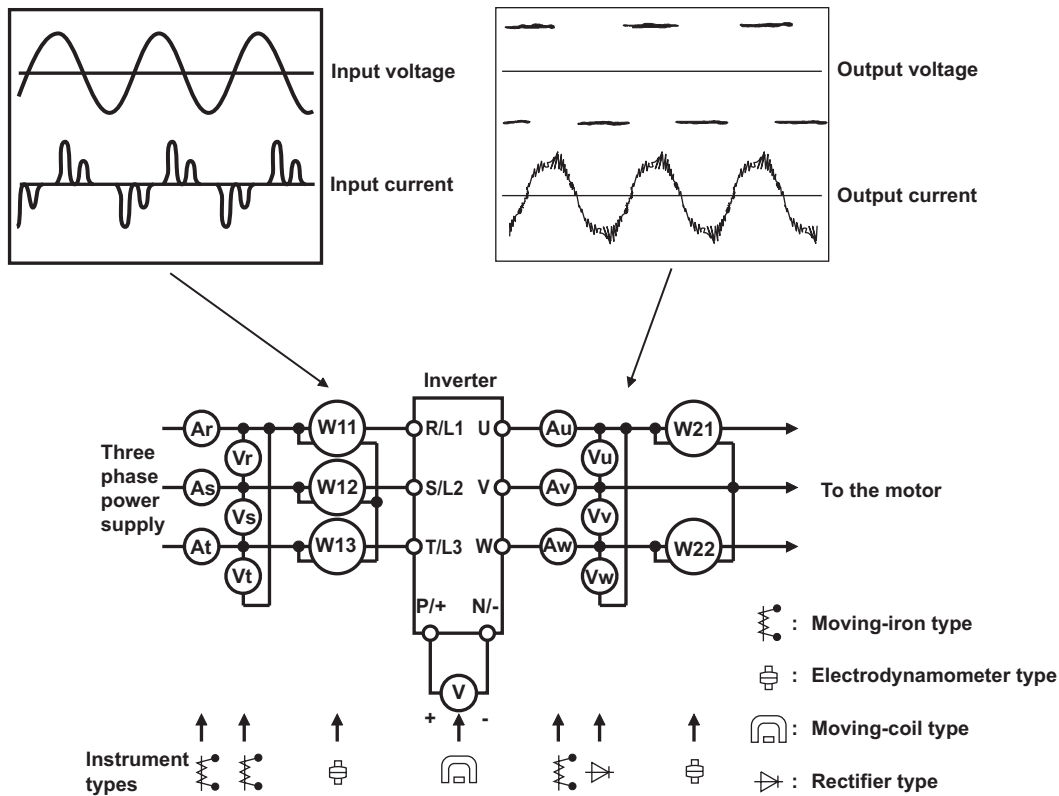 Input voltage
Input current
Output voltage
Output current
Inverter
Three
phase
power
supply
Ar
Vr
As
Vs
At
Vt
W11
W12
W13
R/L1
S/L2
T/L3
U
V
W
P/+
N/-
V
+
-
Au
Vu
Av
Vv
Aw
Vw
W21
W22
To the motor
: Moving-iron type
: Electrodynamometer type
: Moving-coil type
: Rectifier type
Instrument
types